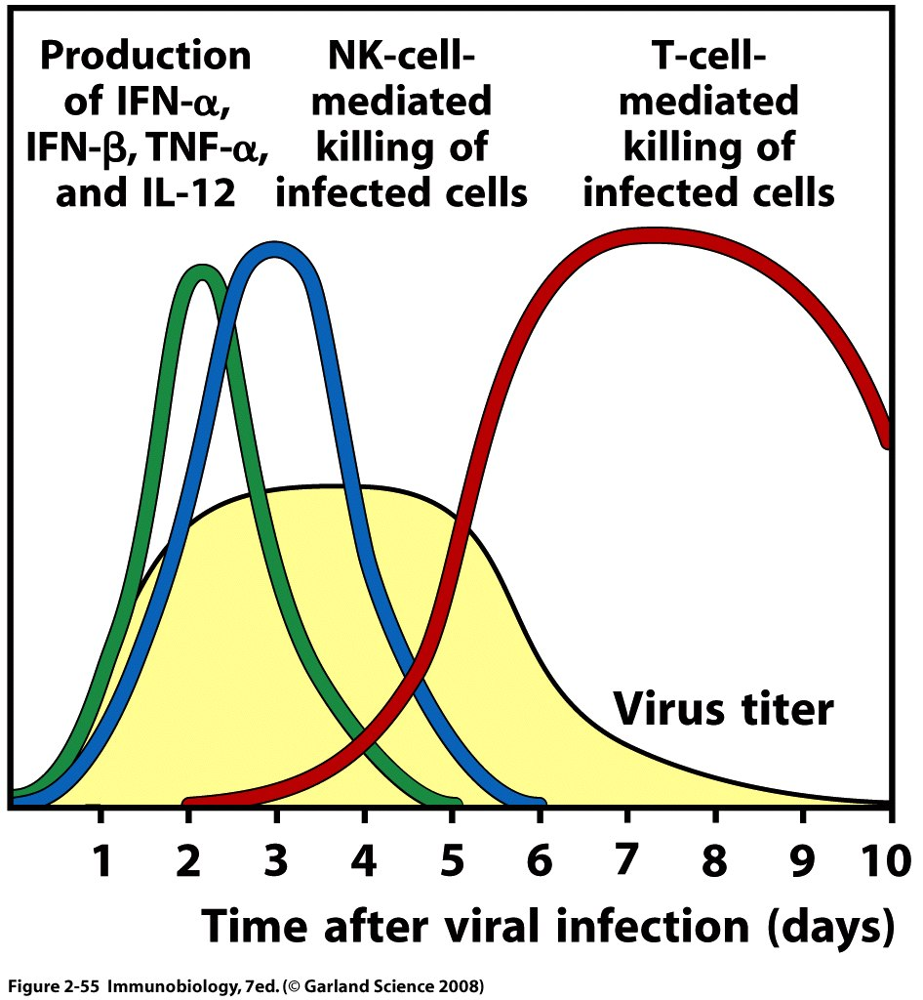 Production
of IFN-α,
IFN-β, TNF-α,
and IL-12
NK-cell-
mediated
killing of
infected cells
T-cell-
mediated
killing of
infected cells
Virus titer
1 2 3 4 5 6 7 8 9 10
Time after viral infection (days)
Figure 2-55 Immunobiology, 7ed. (© Garland Science 2008)